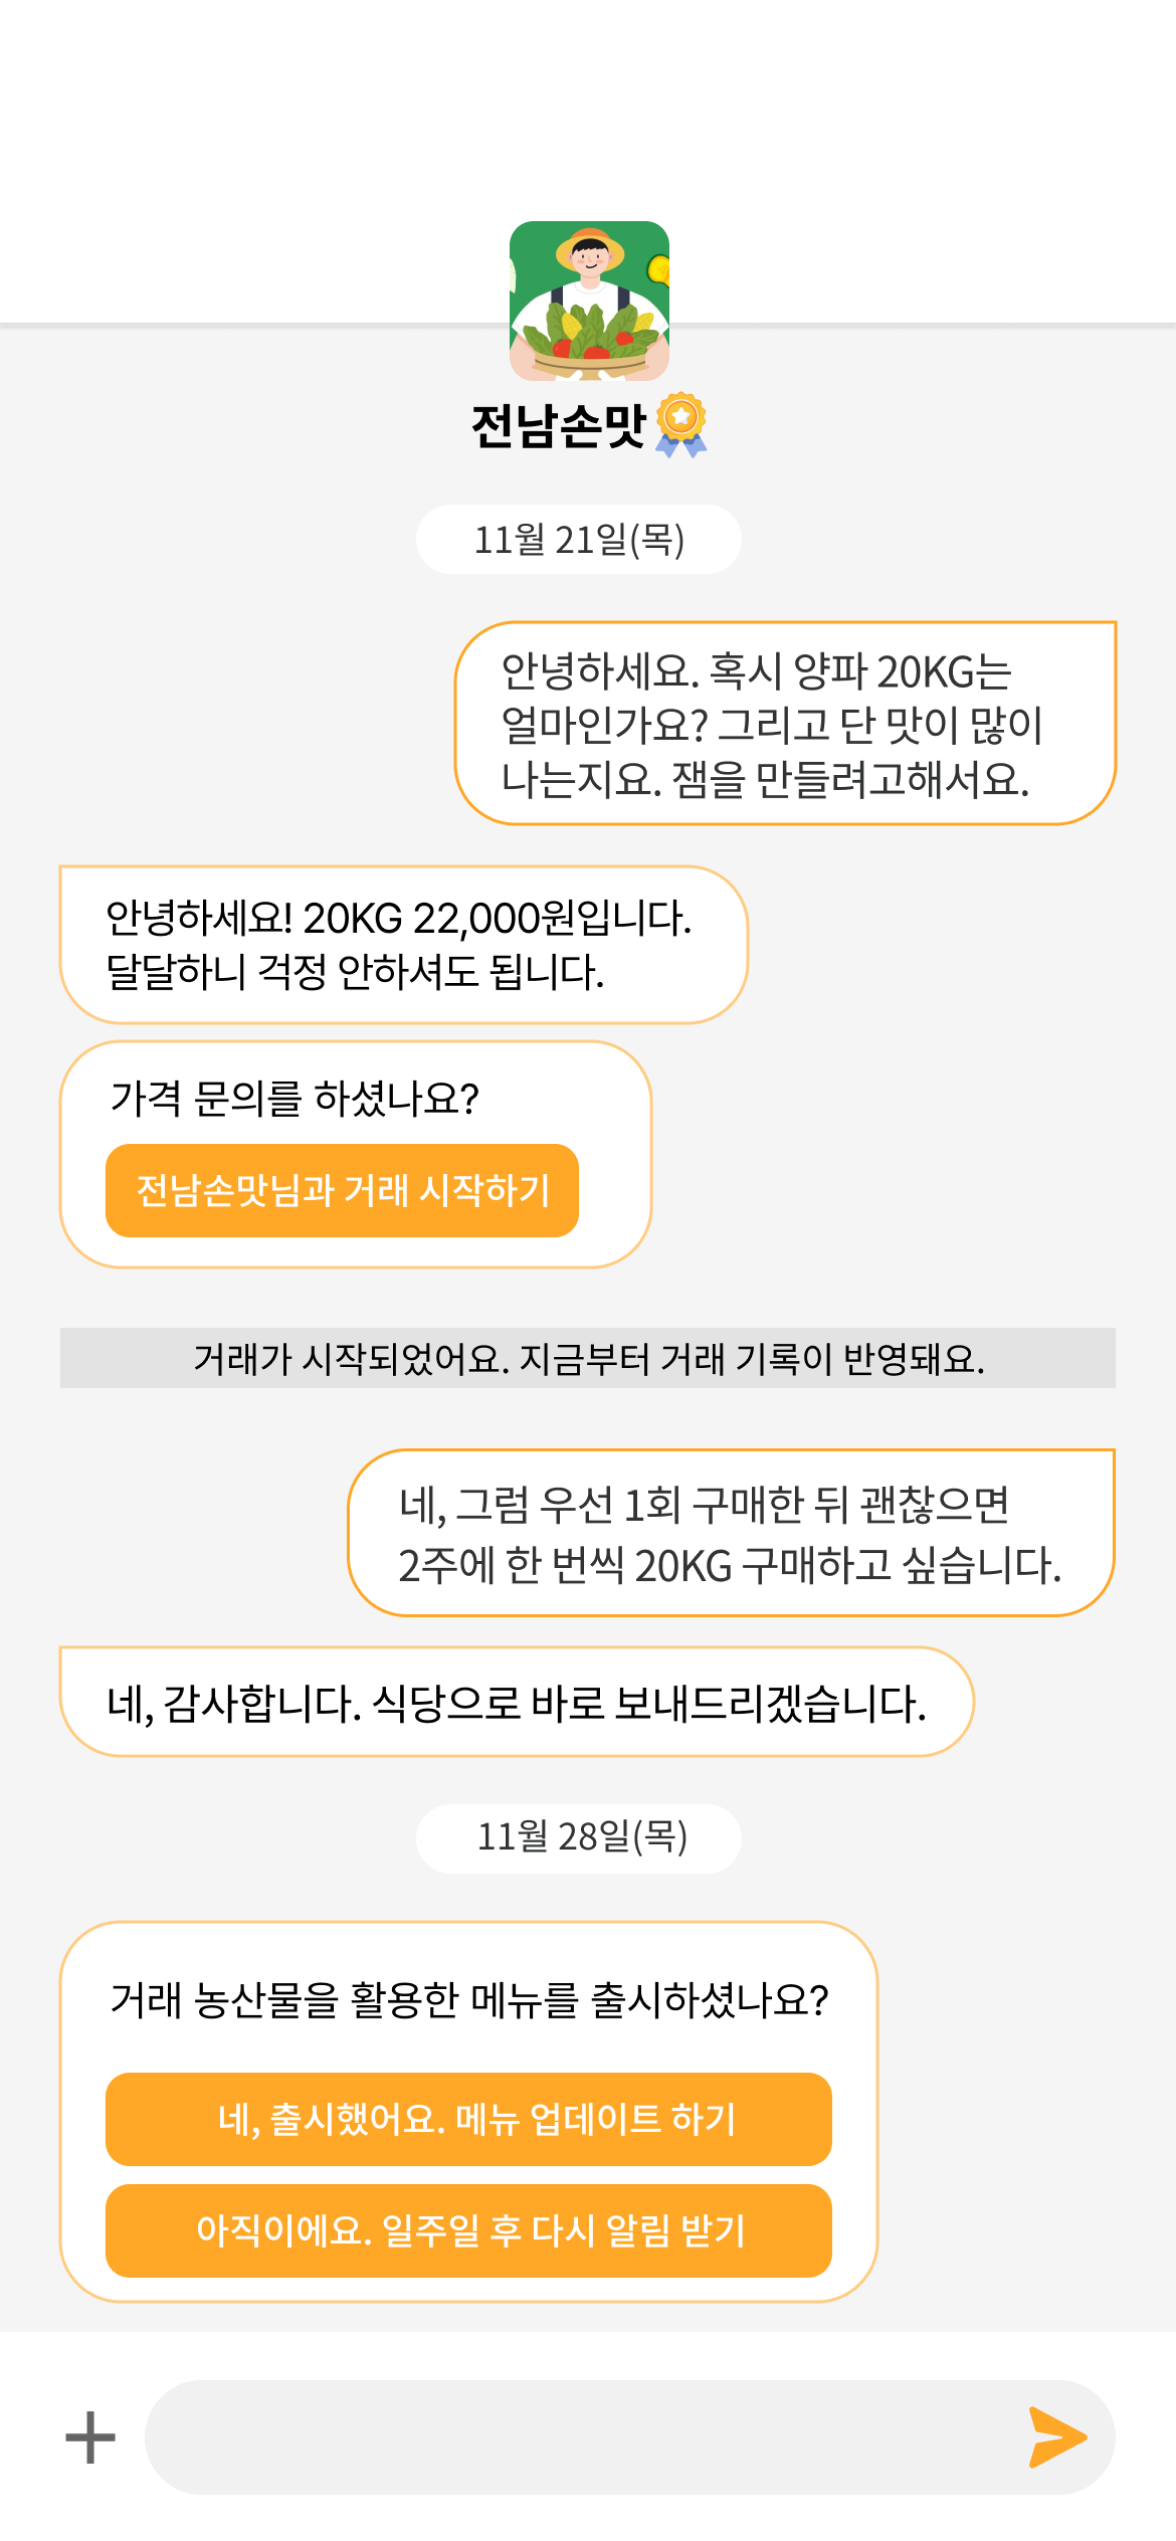 전남손맛
11월 21일(목)
안녕하세요. 혹시 양파 20KG는
얼마인가요? 그리고 단 맛이 많이
나는지요. 잼을 만들려고해서요.
안녕하세요! 20KG 22,000원입니다.
달달하니 걱정 안하셔도 됩니다.
가격 문의를 하셨나요?
전남손맛님과 거래 시작하기
거래가 시작되었어요. 지금부터 거래 기록이 반영돼요.
네, 그럼 우선 1회 구매한 뒤 괜찮으면
2주에 한 번씩 20KG 구매하고 싶습니다.
네, 감사합니다. 식당으로 바로 보내드리겠습니다.
11월 28일(목)
거래 농산물을 활용한 메뉴를 출시하셨나요?
네, 출시했어요. 메뉴 업데이트 하기
아직이에요. 일주일 후 다시 알림 받기